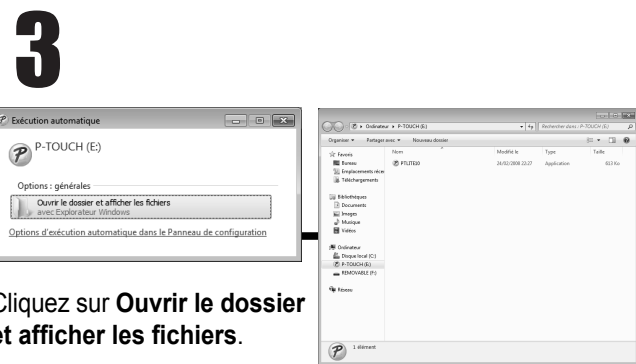 3
Exécution automatique
P-TOUCH (E:)
Options : générales
Ouvrir le dossier et afficher les fichiers
avec Explorateur Windows
Options d'exécution automatique dans le Panneau de configuration
Cliquez sur Ouvrir le dossier
et afficher les fichiers.
Ordinateur ▸ P-TOUCH (E:)
Rechercher dans : P-TOUCH (E:)
Organiser Partager avec Nouveau dossier
Nom Modifié le Type Taille
Favoris
Bureau
Emplacements réce
Téléchargements
PTLITE10 24/02/2008 22:27 Application 613 Ko
Bibliothèques
Documents
Images
Musique
Vidéos
Ordinateur
Disque local (C:)
P-TOUCH (E:)
REMOVABLE (F:)
Réseau
1 élément